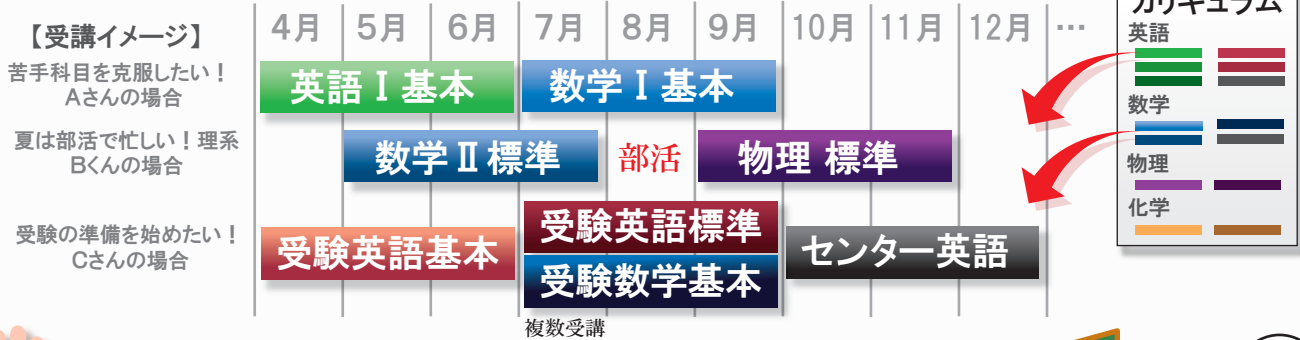 【受講イメージ】
4月 5月 6月 7月 8月 9月 10月 11月 12月 …
苦手科目を克服したい！
Aさんの場合
英語Ⅰ基本 数学Ⅰ基本
夏は部活で忙しい！理系
Bくんの場合
数学Ⅱ標準 部活 物理 標準
受験の準備を始めたい！
Cさんの場合
受験英語基本
受験英語標準
受験数学基本
センター英語
複数受講
カリキュラム
英語
数学
物理
化学